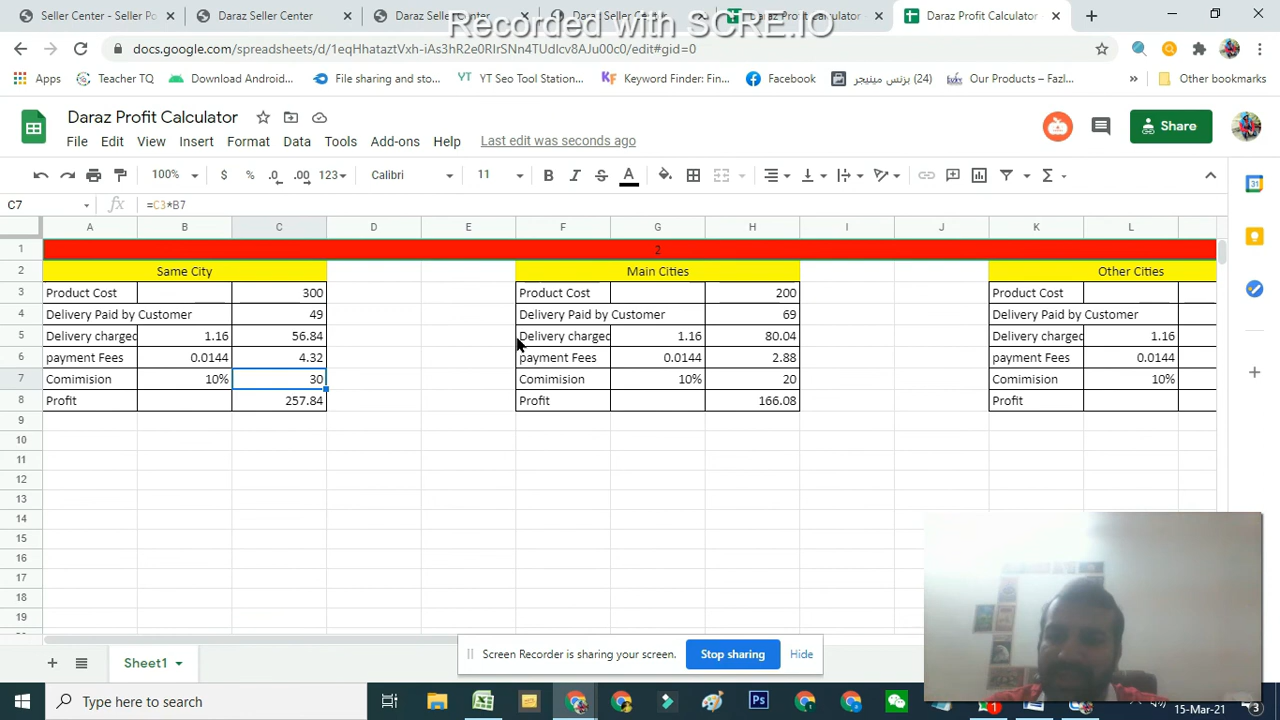 Seller Center - Seller Po
Daraz Seller Center
Daraz Seller Center
Daraz Profit Calculator
Daraz Profit Calculator -
Recorded with SCRE.IO
docs.google.com/spreadsheets/d/1eqHhataztVxh-iAs3hR2e0RIrSNn4TUdlcv8AJu00c0/edit#gid=0
Apps
Teacher TQ
Download Android...
File sharing and sto...
YT YT Seo Tool Station...
KF Keyword Finder: Fin...
Facebook
بزنس مینیجر (24)
Our Products – Fazl...
»
Other bookmarks
Daraz Profit Calculator
File Edit View Insert Format Data Tools Add-ons Help Last edit was seconds ago
Share
100% $ % .0 .00 123 Calibri 11 B I S A
C7 fx =C3*B7
A B C D E F G H I J K L
1 2
2 Same City Main Cities Other Cities
3 Product Cost 300 Product Cost 200 Product Cost
4 Delivery Paid by Customer 49 Delivery Paid by Customer 69 Delivery Paid by Customer
5 Delivery charged 1.16 56.84 Delivery charged 1.16 80.04 Delivery charged 1.16
6 payment Fees 0.0144 4.32 payment Fees 0.0144 2.88 payment Fees 0.0144
7 Comimision 10% 30 Comimision 10% 20 Comimision 10%
8 Profit 257.84 Profit 166.08 Profit
9
10
11
12
13
14
15
16
17
18
19
Screen Recorder is sharing your screen. Stop sharing Hide
Sheet1
Type here to search
15-Mar-21